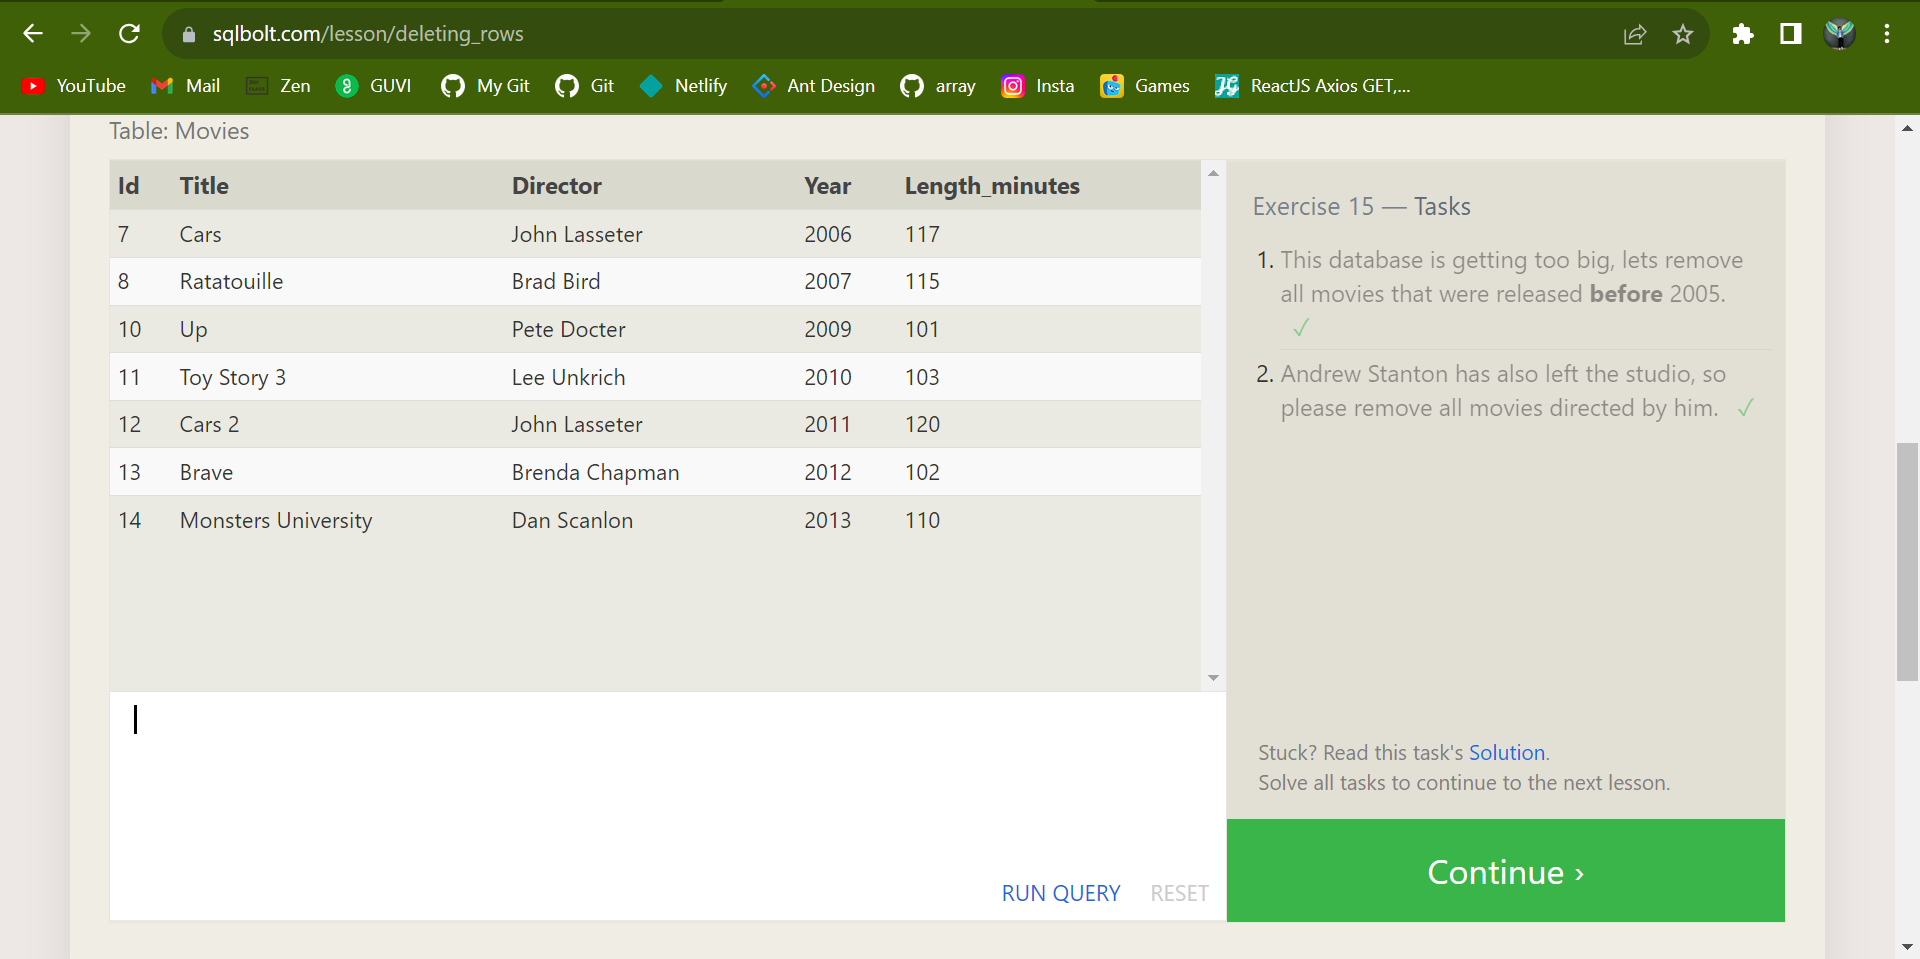 sqlbolt.com/lesson/deleting_rows
YouTube Mail Zen GUVI My Git Git Netlify Ant Design array Insta Games ReactJS Axios GET,...
Table: Movies
Id Title Director Year Length_minutes
7 Cars John Lasseter 2006 117
8 Ratatouille Brad Bird 2007 115
10 Up Pete Docter 2009 101
11 Toy Story 3 Lee Unkrich 2010 103
12 Cars 2 John Lasseter 2011 120
13 Brave Brenda Chapman 2012 102
14 Monsters University Dan Scanlon 2013 110
RUN QUERY RESET
Exercise 15 — Tasks
1. This database is getting too big, lets remove
all movies that were released before 2005.
✓
2. Andrew Stanton has also left the studio, so
please remove all movies directed by him. ✓
Stuck? Read this task's Solution.
Solve all tasks to continue to the next lesson.
Continue ›